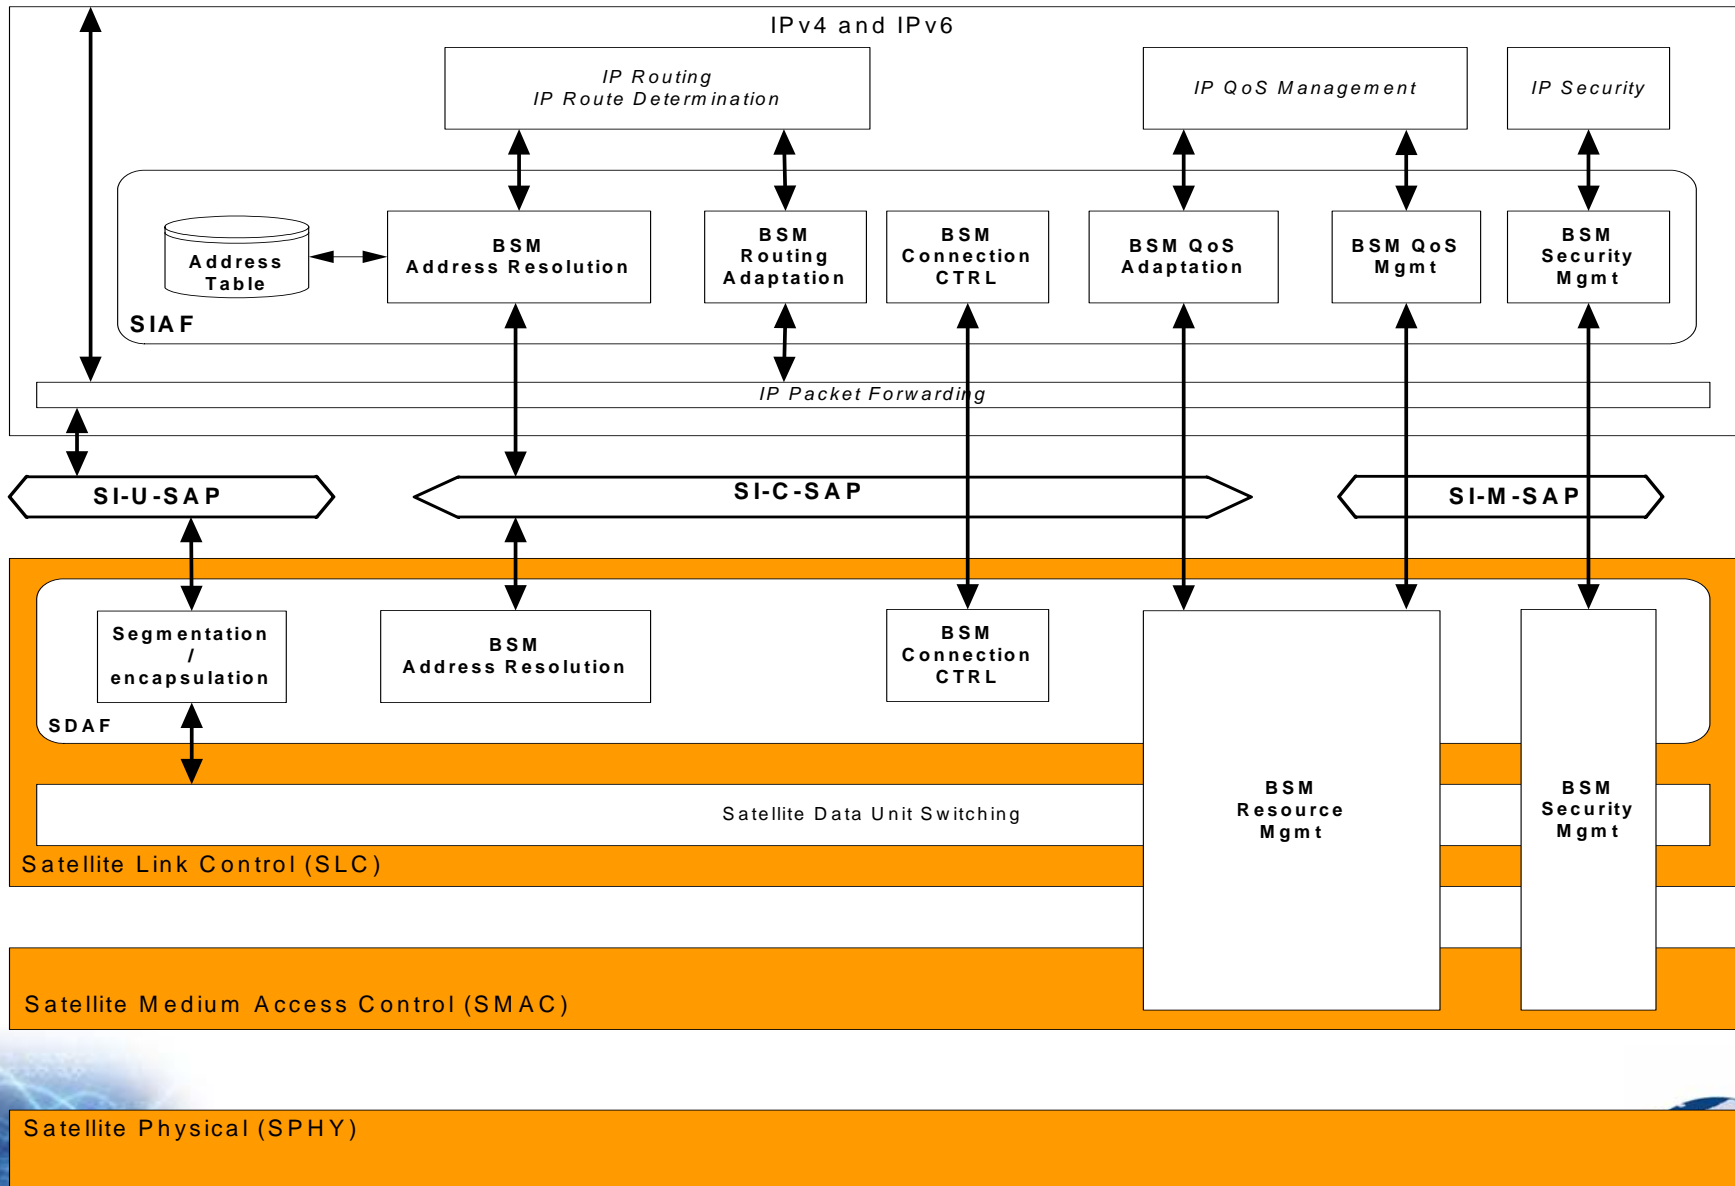 IPv4 and IPv6
IP Routing
IP Route Determination
IP QoS Management
IP Security
Address
Table
BSM
Address Resolution
BSM
Routing
Adaptation
BSM
Connection
CTRL
BSM QoS
Adaptation
BSM QoS
Mgmt
BSM
Security
Mgmt
SIAF
IP Packet Forwarding
SI-U-SAP
SI-C-SAP
SI-M-SAP
Segmentation
/
encapsulation
BSM
Address Resolution
BSM
Connection
CTRL
SDAF
Satellite Data Unit Switching
BSM
Resource
Mgmt
BSM
Security
Mgmt
Satellite Link Control (SLC)
Satellite Medium Access Control (SMAC)
Satellite Physical (SPHY)